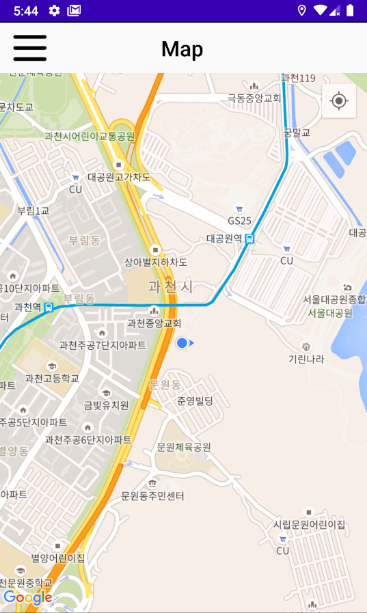 5:44
Map
과천119
극동중앙교회
궁말교
문차도교
과천시어린이교통공원
대공원고가차도
CU
부림1교
GS25
대공원역
대공
부림동
상아벌지하차도
CU
공10단지아파트
과천시
부림동
과천역
터
서울대공원종합
서울대공원
과천중앙교회
과천주공7단지아파트
기린나라
과천고등학교
문원동
파트
금빛유치원
준영빌딩
주공5단지아파트
과천주공6단지아파트
별양동
문원체육공원
아파트
문원동주민센터
시립문원어린이집
CU
별양어린이집
천문원중학교
Google